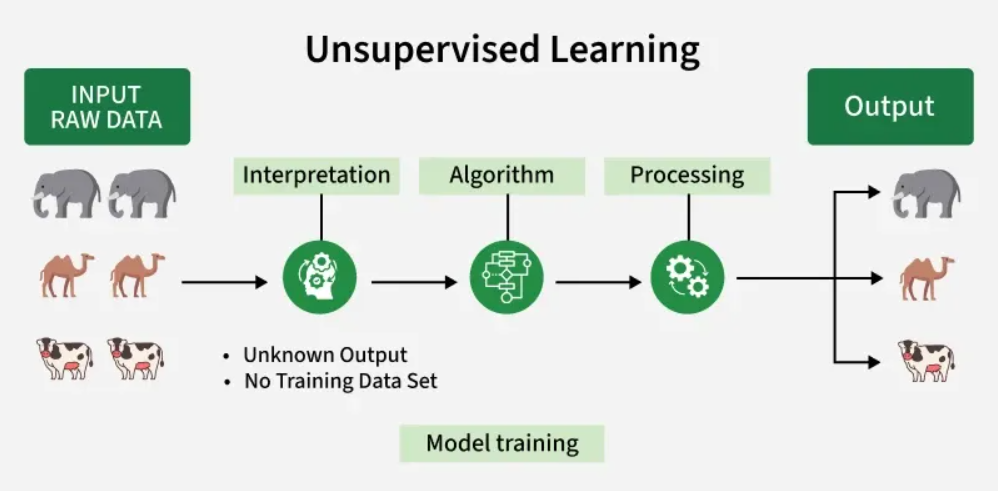 Unsupervised Learning
INPUT
RAW DATA
Output
Interpretation
Algorithm
Processing
• Unknown Output
• No Training Data Set
Model training